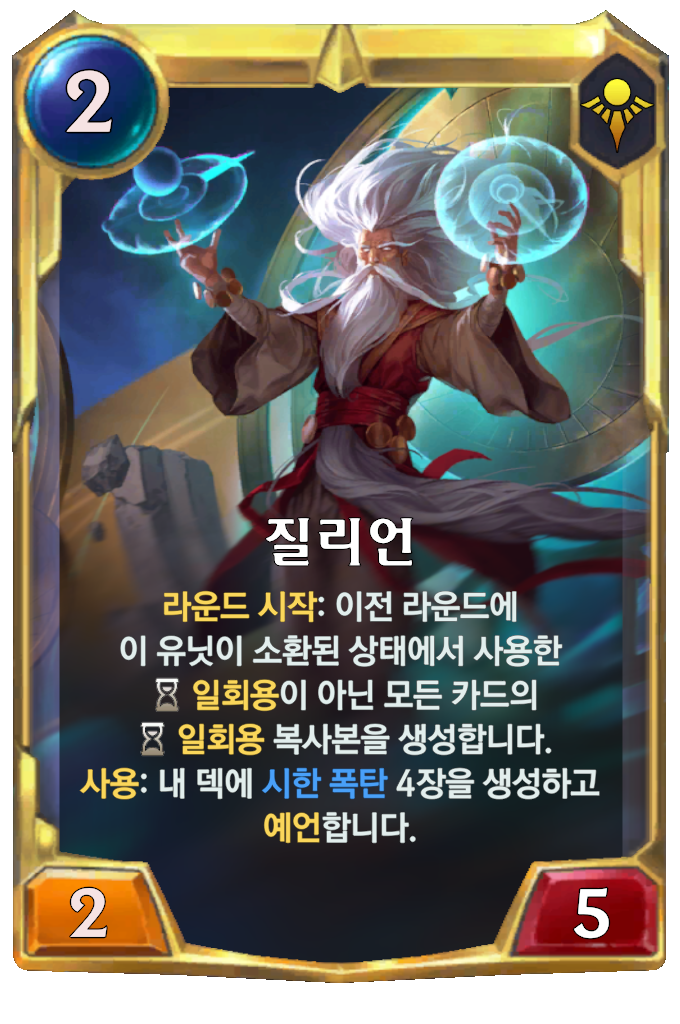 2
질리언
라운드 시작: 이전 라운드에
이 유닛이 소환된 상태에서 사용한
일회용이 아닌 모든 카드의
일회용 복사본을 생성합니다.
사용: 내 덱에 시한 폭탄 4장을 생성하고
예언합니다.
2
5